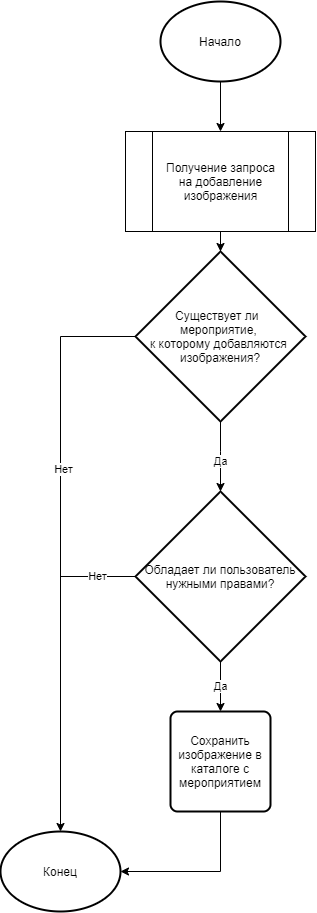 Начало
Получение запроса
на добавление
изображения
Существует ли
мероприятие,
к которому добавляются
изображения?
Да
Нет
Обладает ли пользователь
нужными правами?
Нет
Да
Сохранить
изображение в
каталоге с
мероприятием
Конец